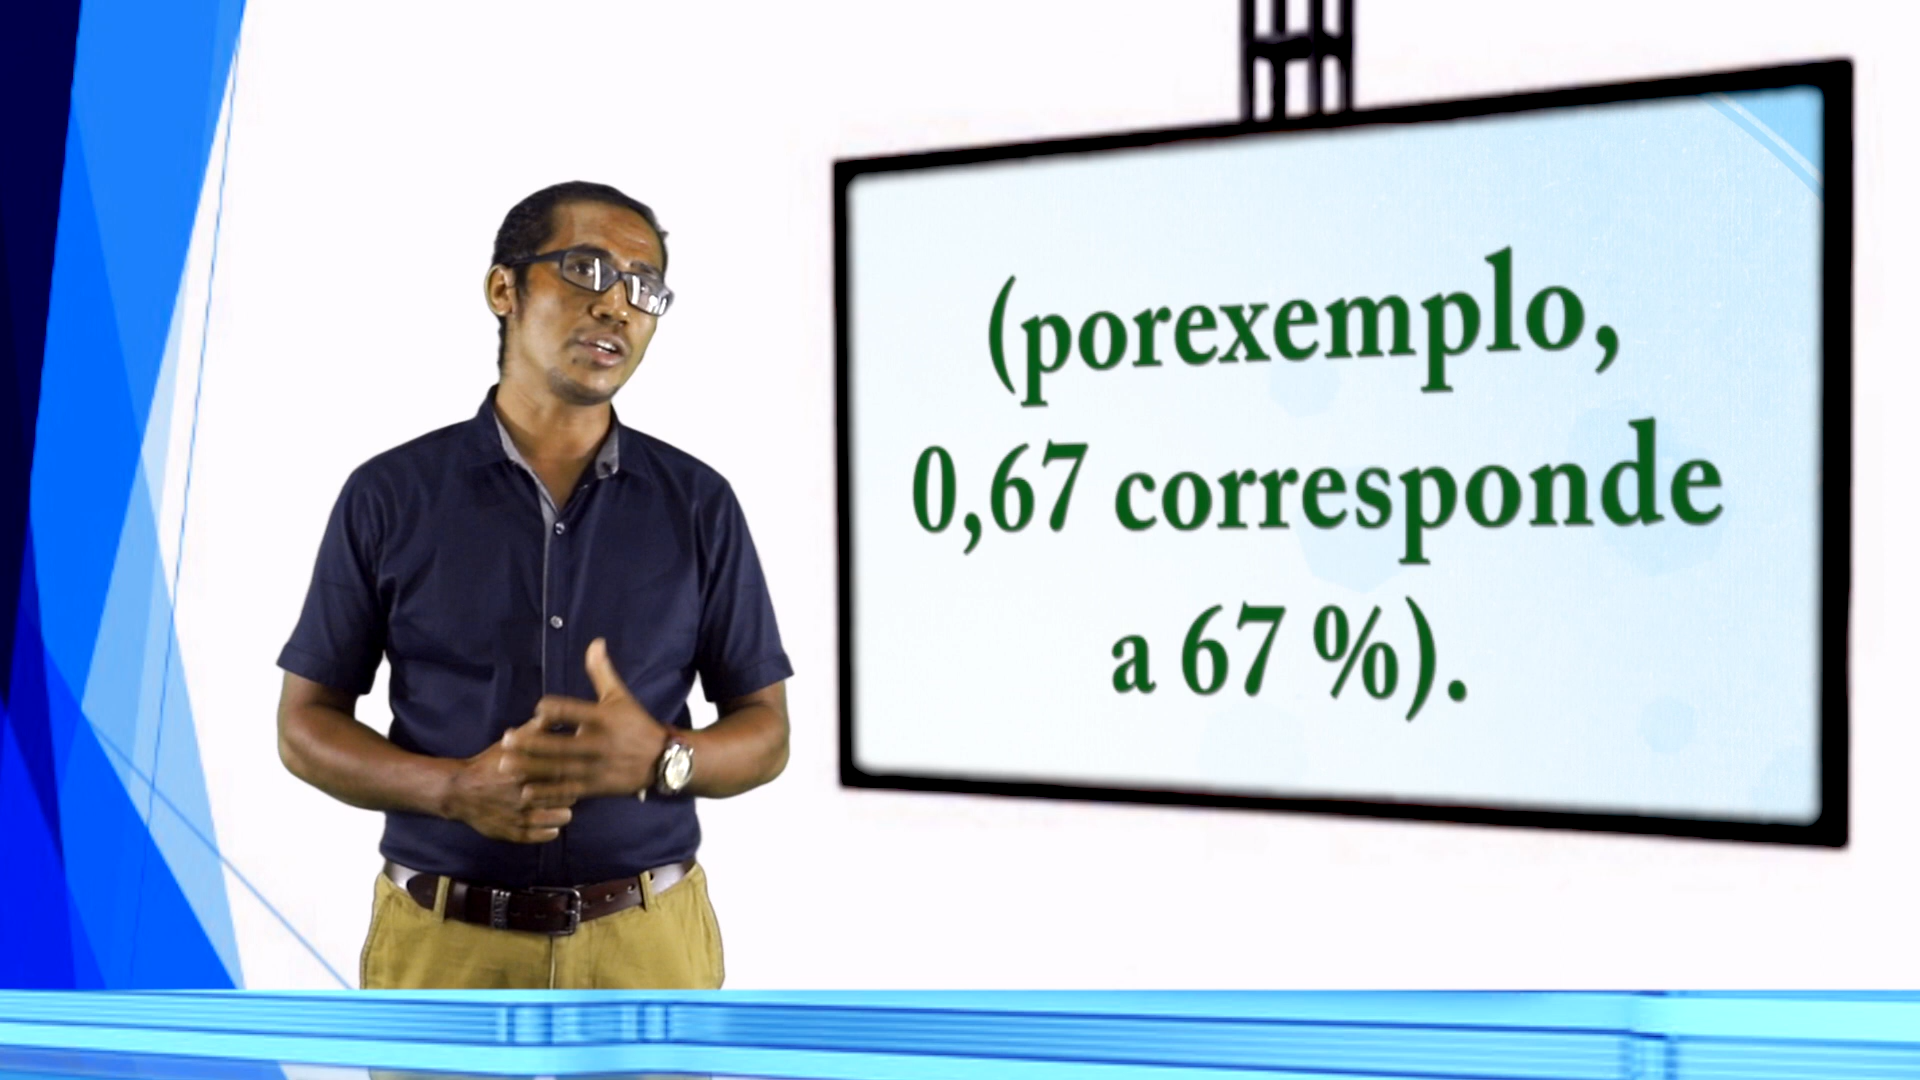 (porexemplo,
0,67 corresponde
a 67 %).